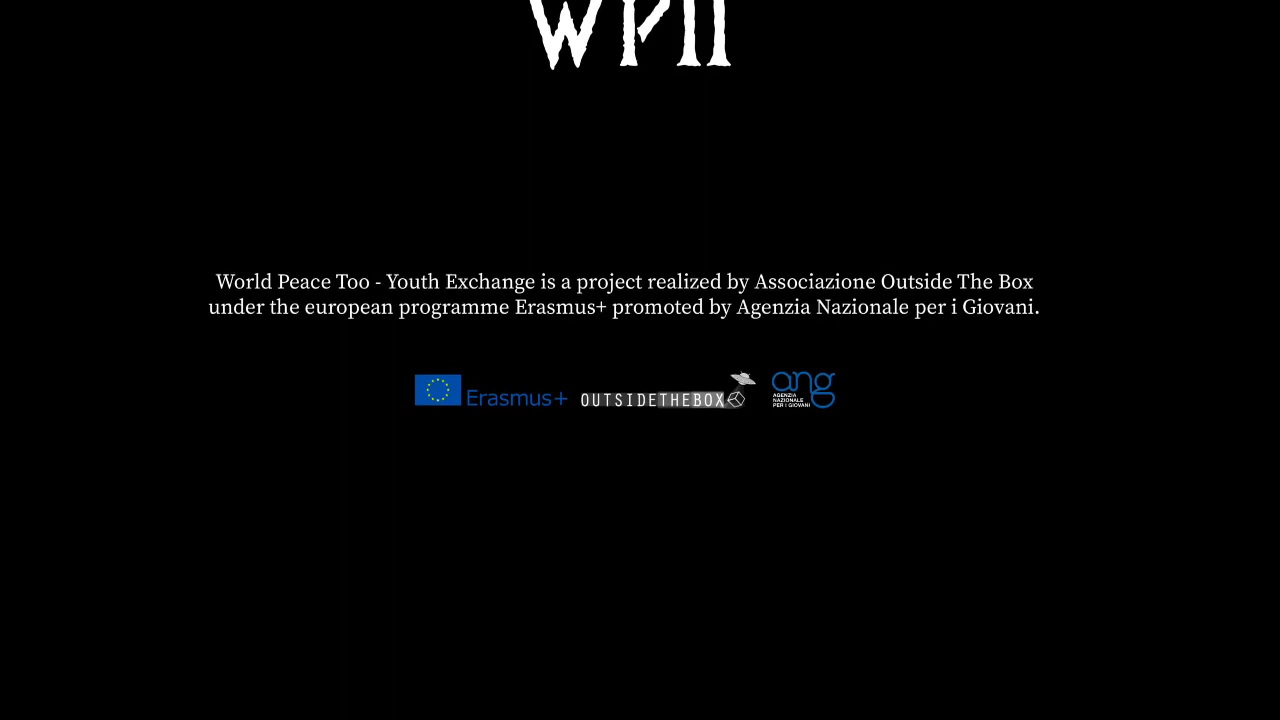 WPII
World Peace Too - Youth Exchange is a project realized by Associazione Outside The Box
under the european programme Erasmus+ promoted by Agenzia Nazionale per i Giovani.
Erasmus+
OUTSIDETHEBOX
ang
AGENZIA
NAZIONALE
PER I GIOVANI